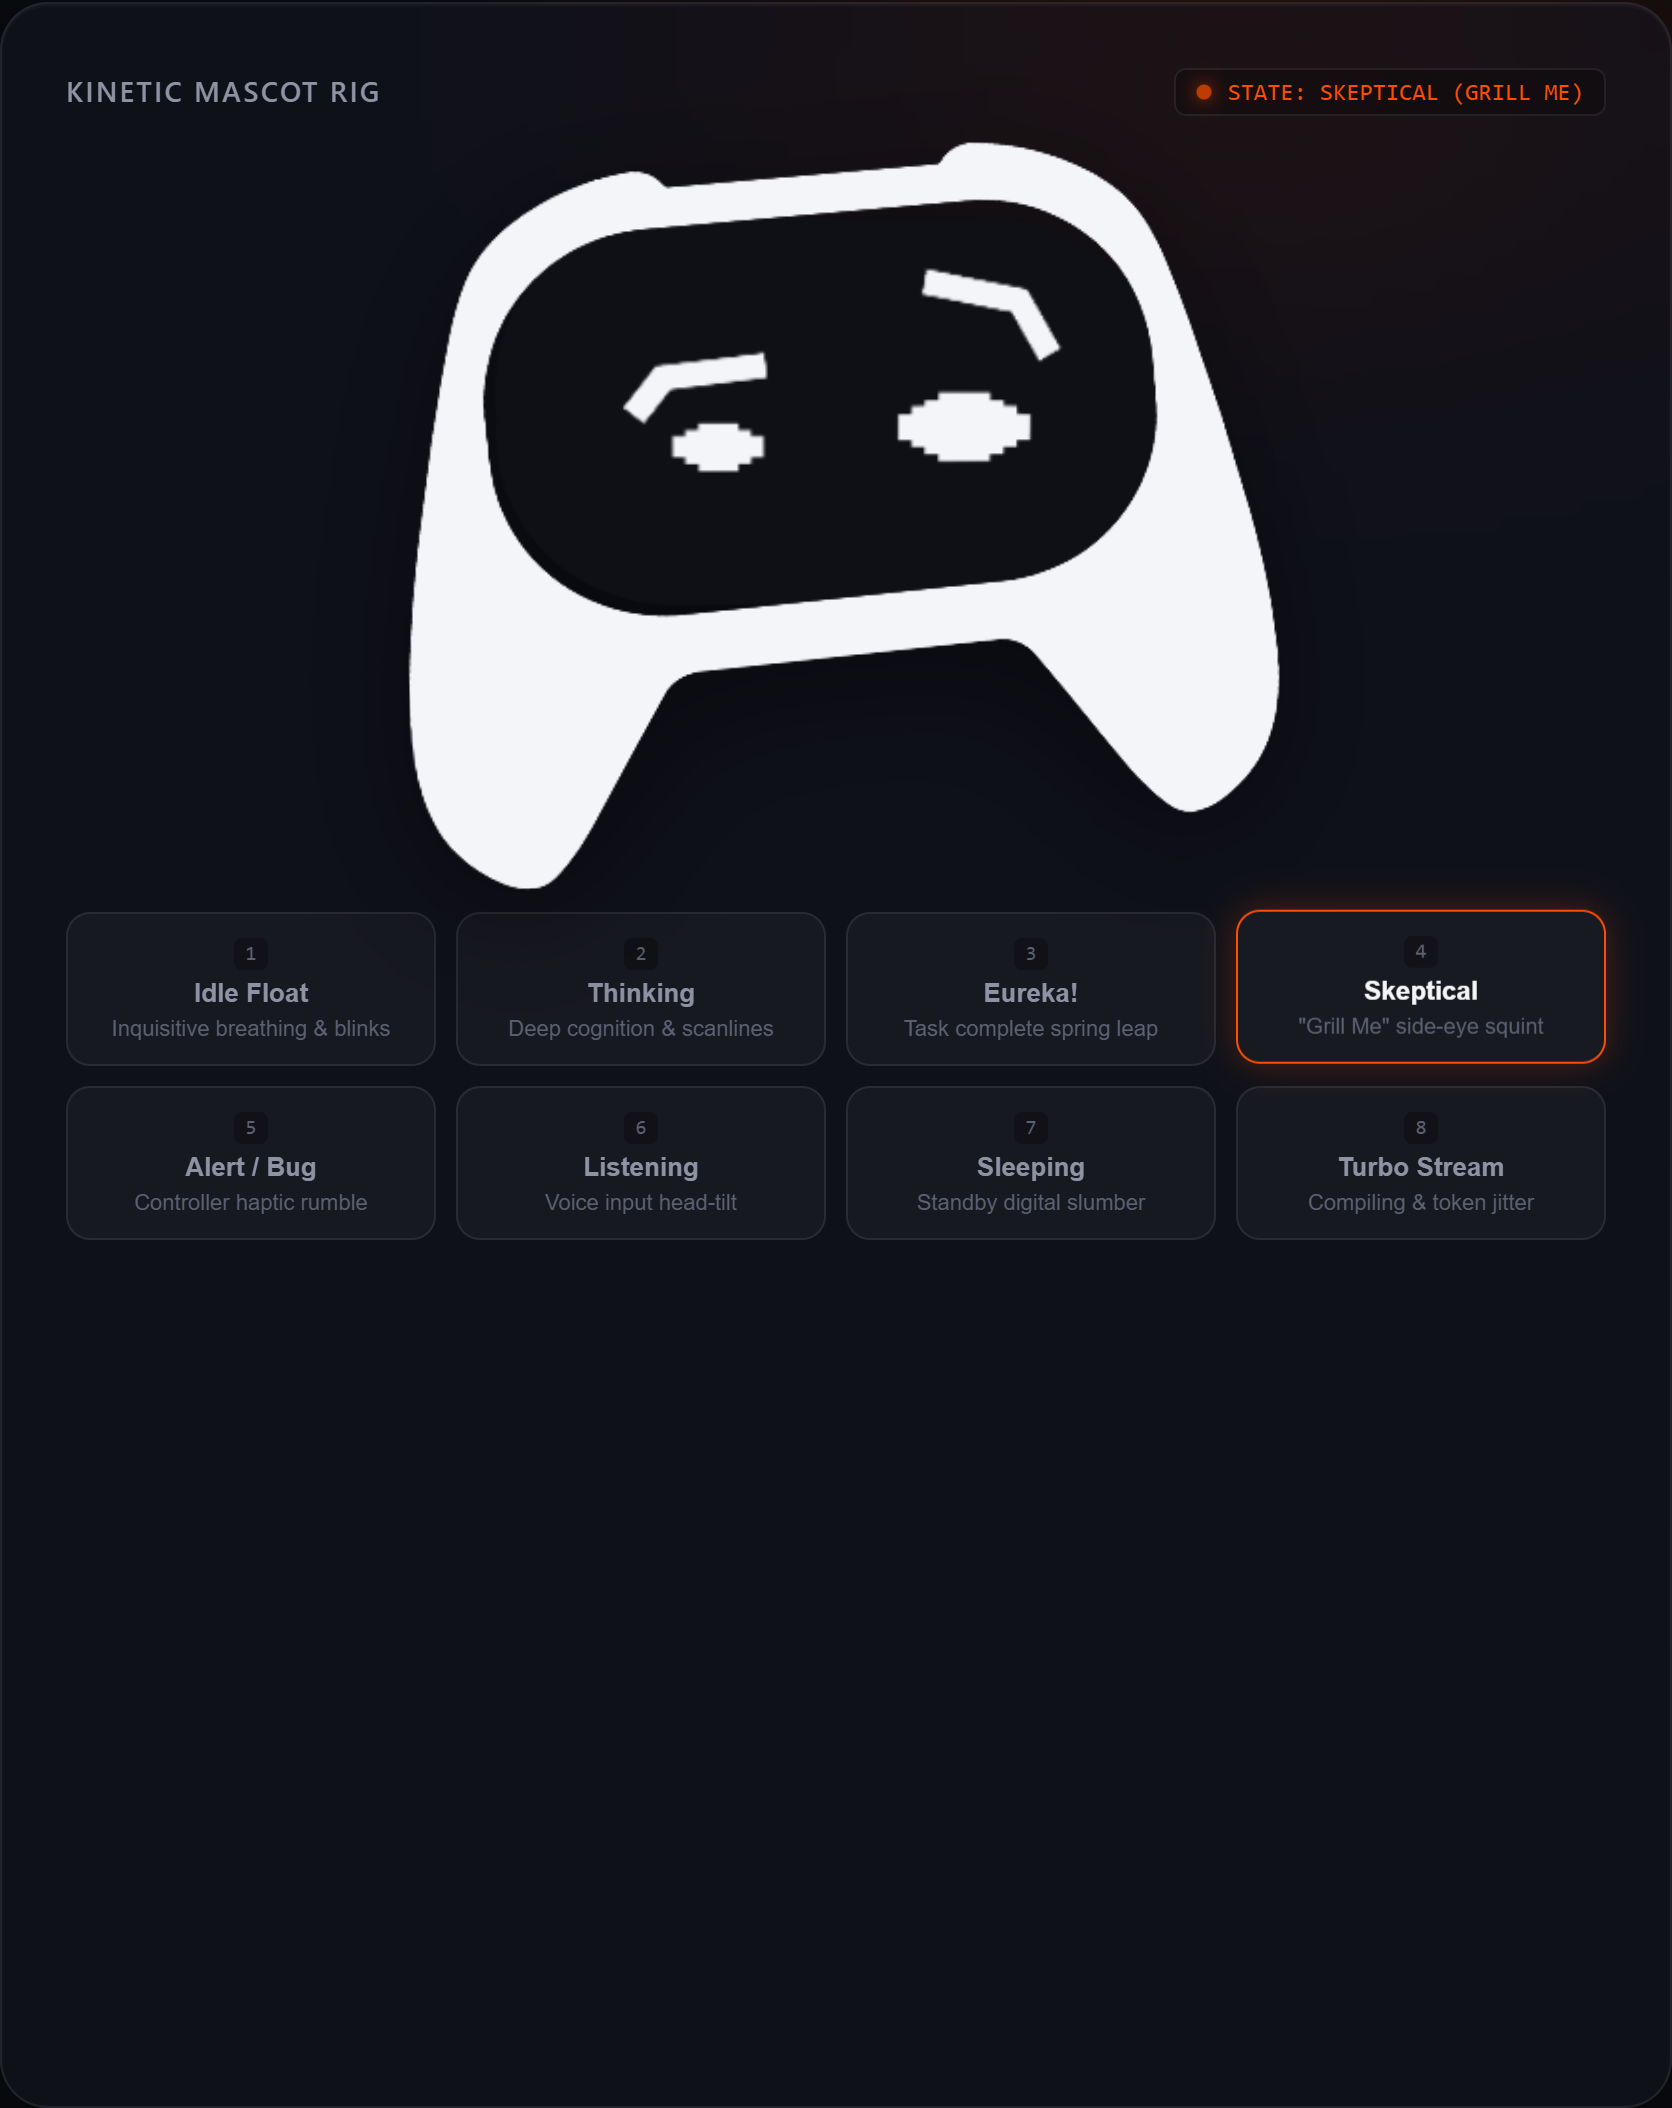 KINETIC MASCOT RIG
STATE: SKEPTICAL (GRILL ME)
1
Idle Float
Inquisitive breathing & blinks
2
Thinking
Deep cognition & scanlines
3
Eureka!
Task complete spring leap
4
Skeptical
"Grill Me" side-eye squint
5
Alert / Bug
Controller haptic rumble
6
Listening
Voice input head-tilt
7
Sleeping
Standby digital slumber
8
Turbo Stream
Compiling & token jitter